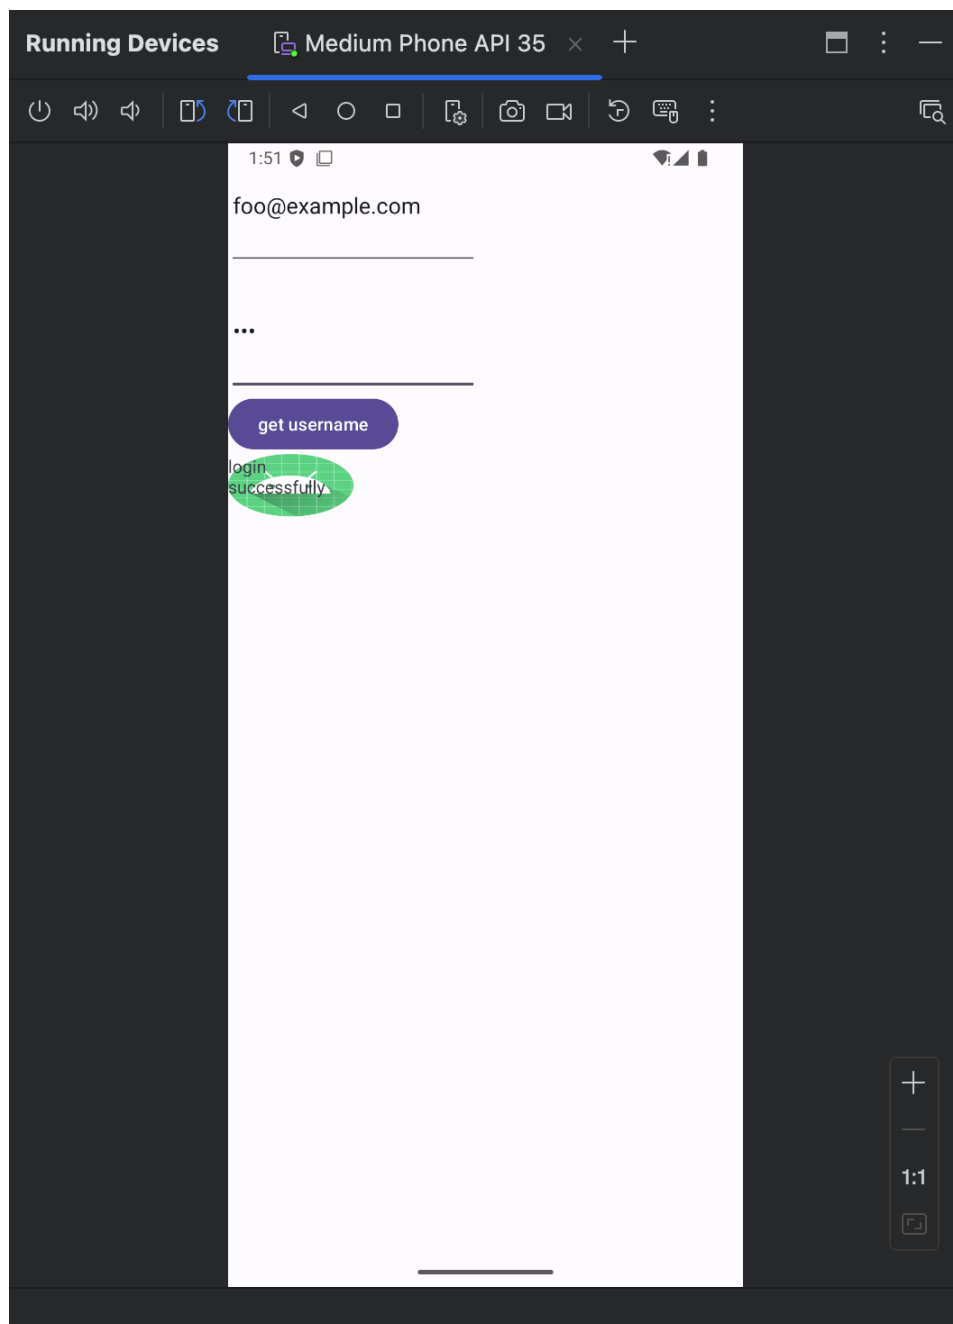 Running Devices
Medium Phone API 35
1:51
foo@example.com
•••
get username
login
successfully
1:1